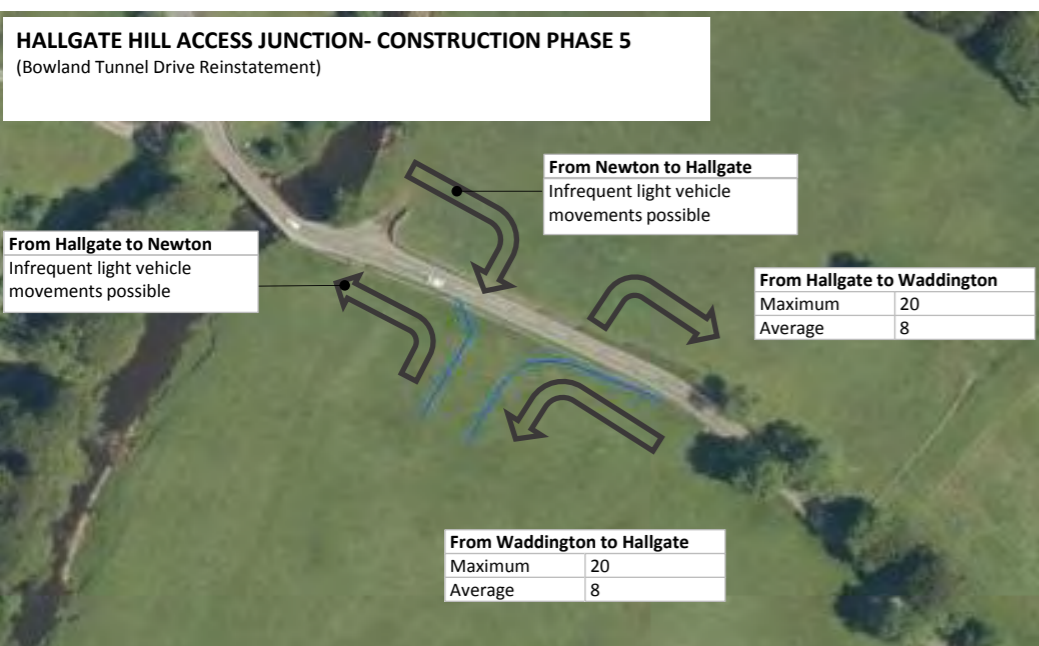 HALLGATE HILL ACCESS JUNCTION- CONSTRUCTION PHASE 5
(Bowland Tunnel Drive Reinstatement)
From Newton to Hallgate
Infrequent light vehicle
movements possible
From Hallgate to Newton
Infrequent light vehicle
movements possible
From Hallgate to Waddington
Maximum 20
Average 8
From Waddington to Hallgate
Maximum 20
Average 8